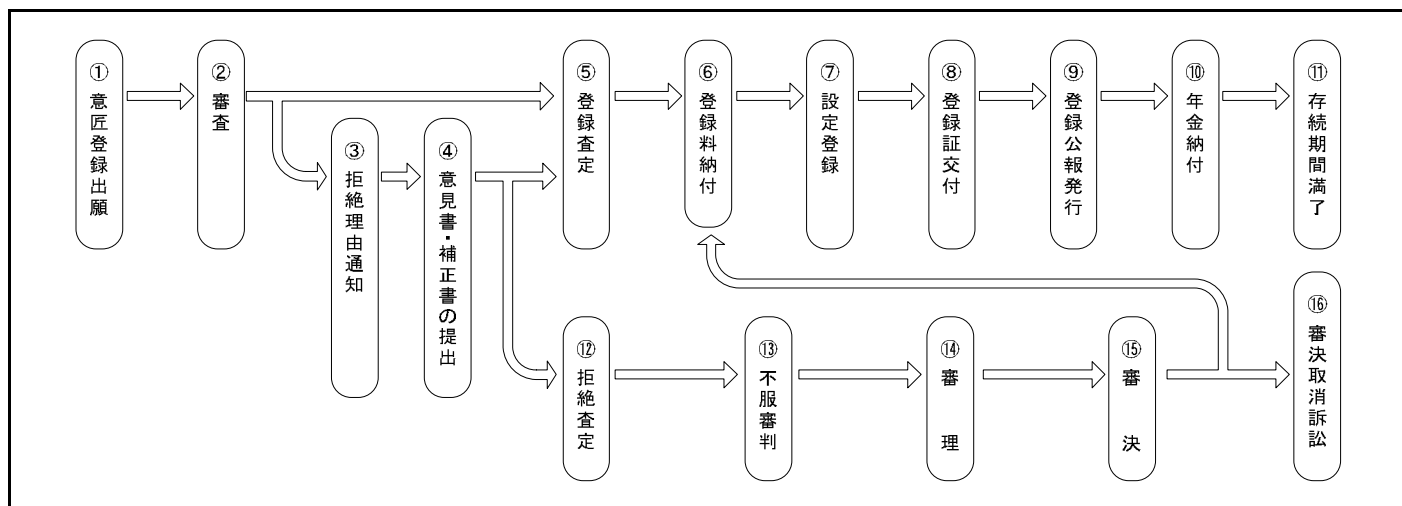 ①意匠登録出願
②審査
③拒絶理由通知
④意見書・補正書の提出
⑤登録査定
⑥登録料納付
⑦設定登録
⑧登録証交付
⑨登録公報発行
⑩年金納付
⑪存続期間満了
⑫拒絶査定
⑬不服審判
⑭審理
⑮審決
⑯審決取消訴訟